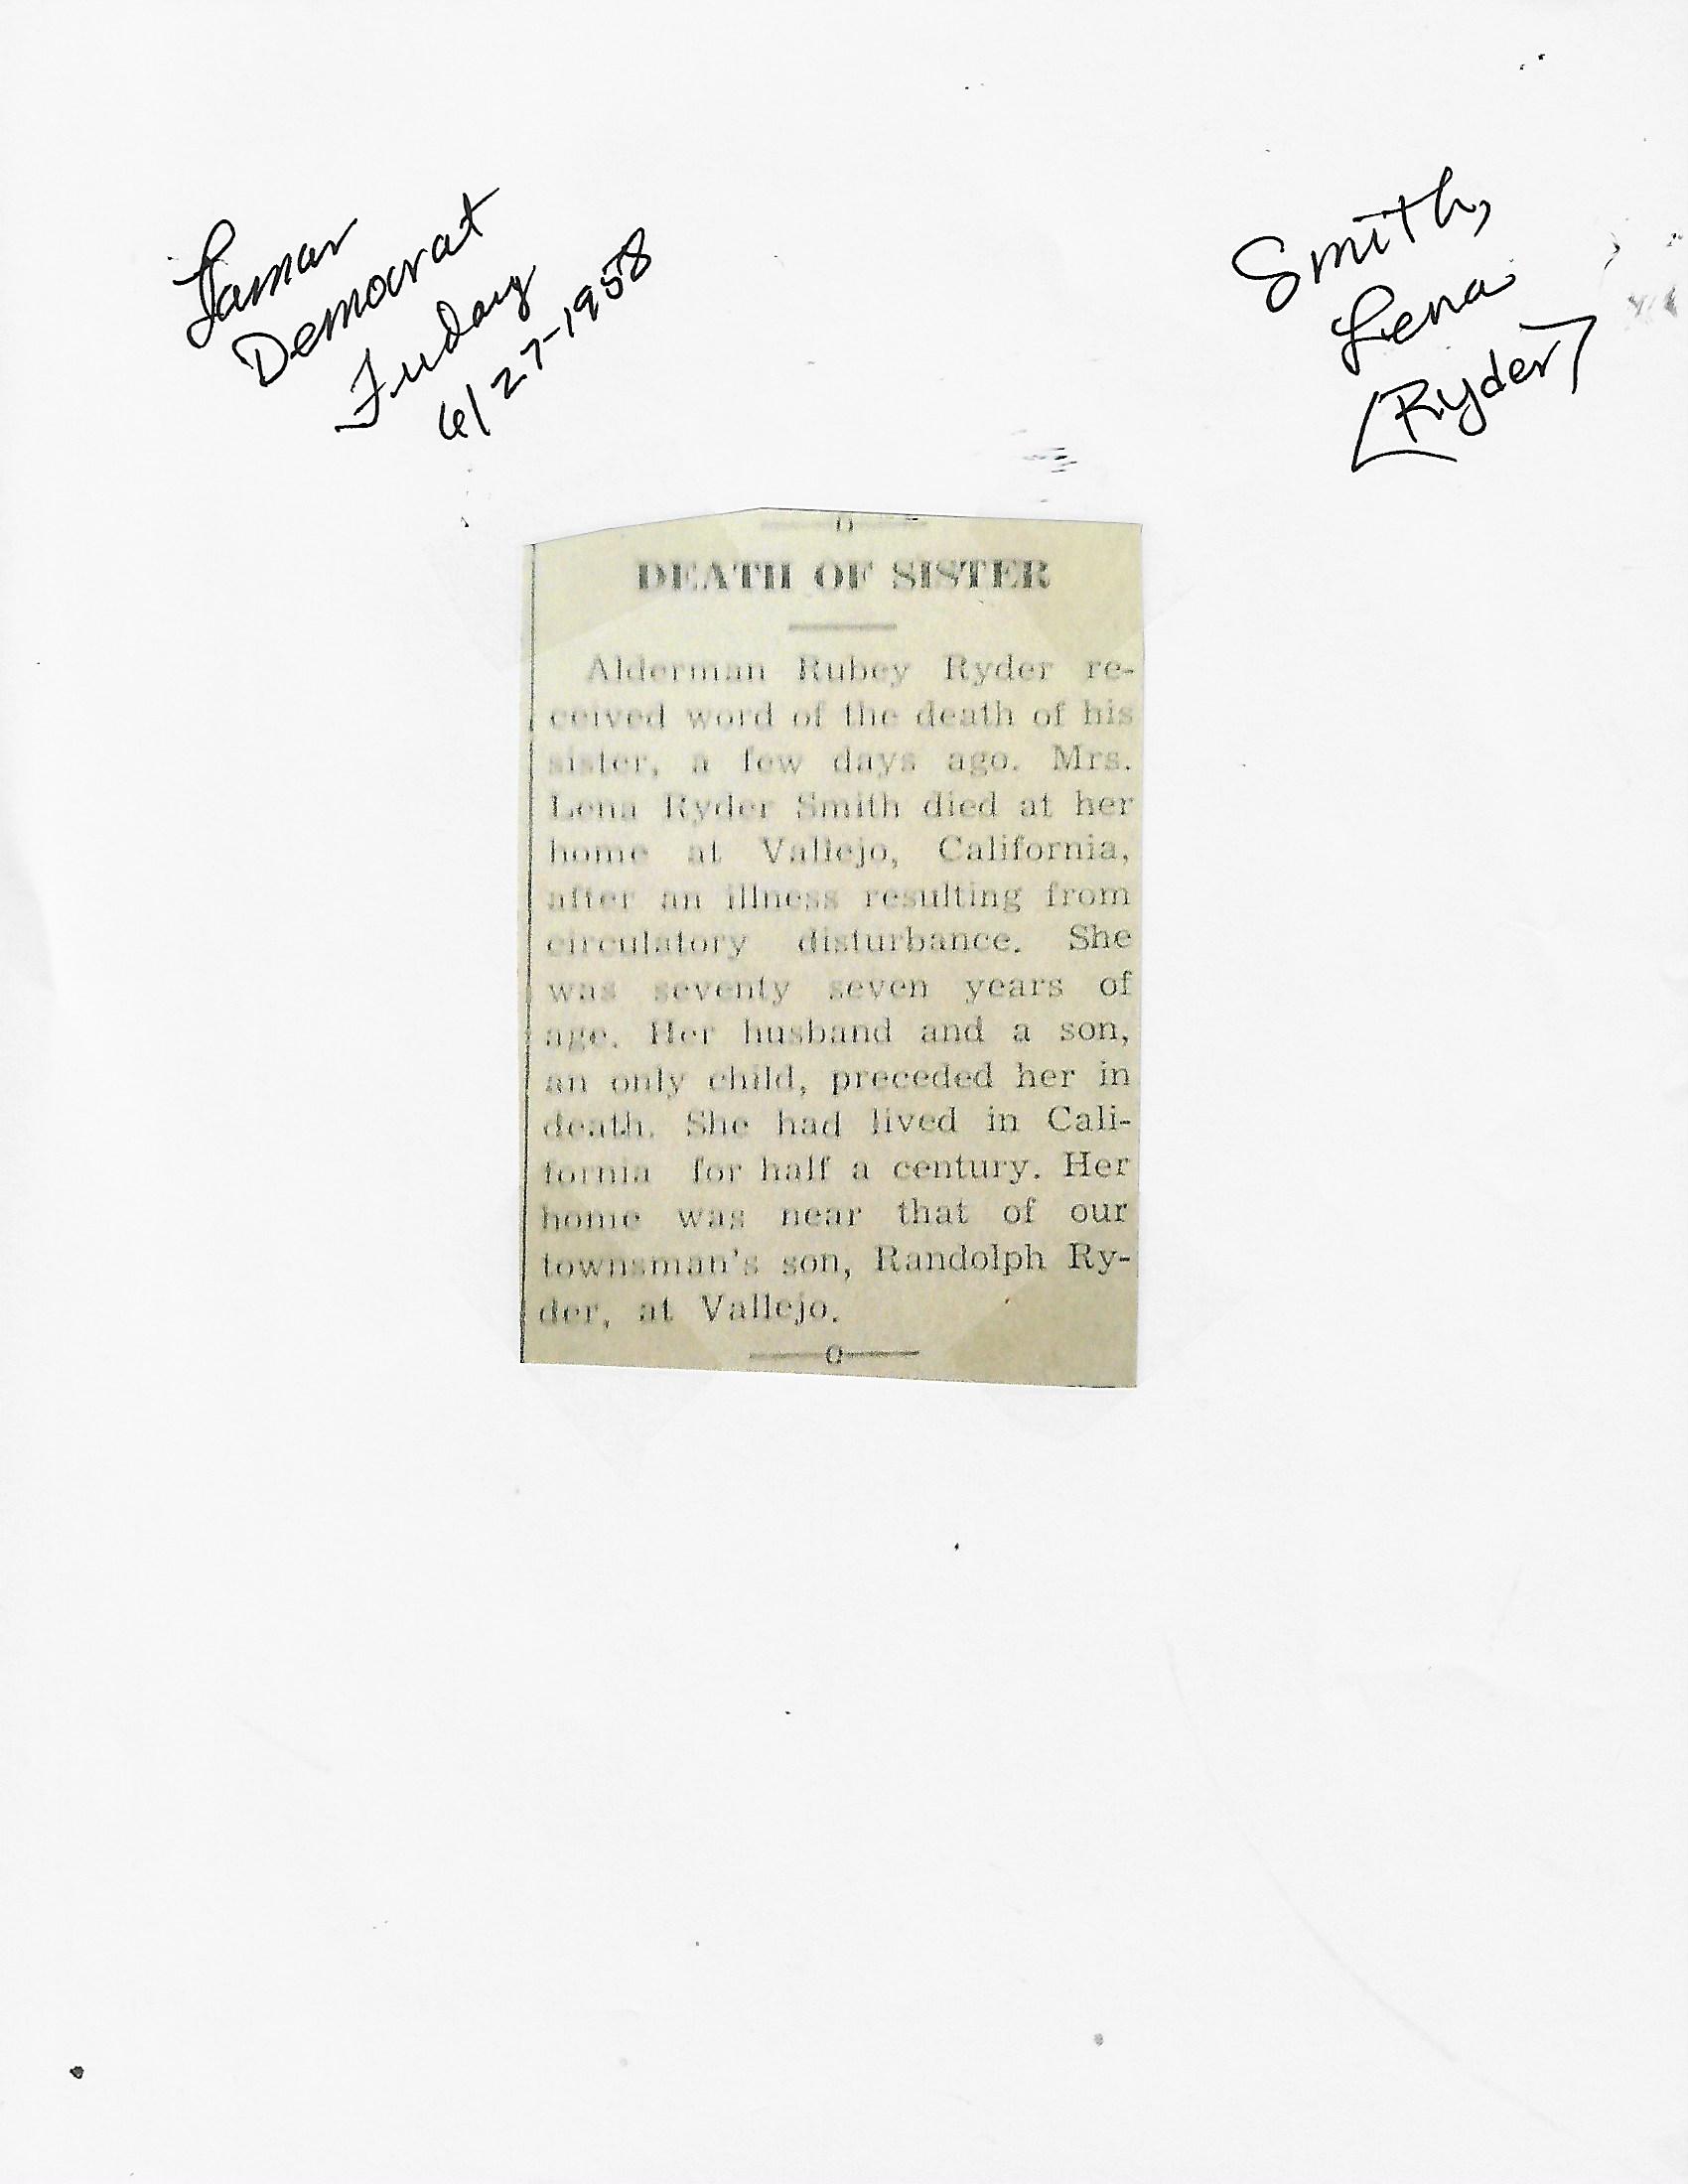 Lamar
Democrat
Friday
6/27-1958
Smith,
Lena
[Ryder]
DEATH OF SISTER
Alderman Rubey Ryder re-
ceived word of the death of his
sister, a few days ago. Mrs.
Lena Ryder Smith died at her
home at Vallejo, California,
after an illness resulting from
circulatory disturbance. She
was seventy seven years of
age. Her husband and a son,
an only child, preceded her in
death. She had lived in Cali-
fornia for half a century. Her
home was near that of our
townsman's son, Randolph Ry-
der, at Vallejo.